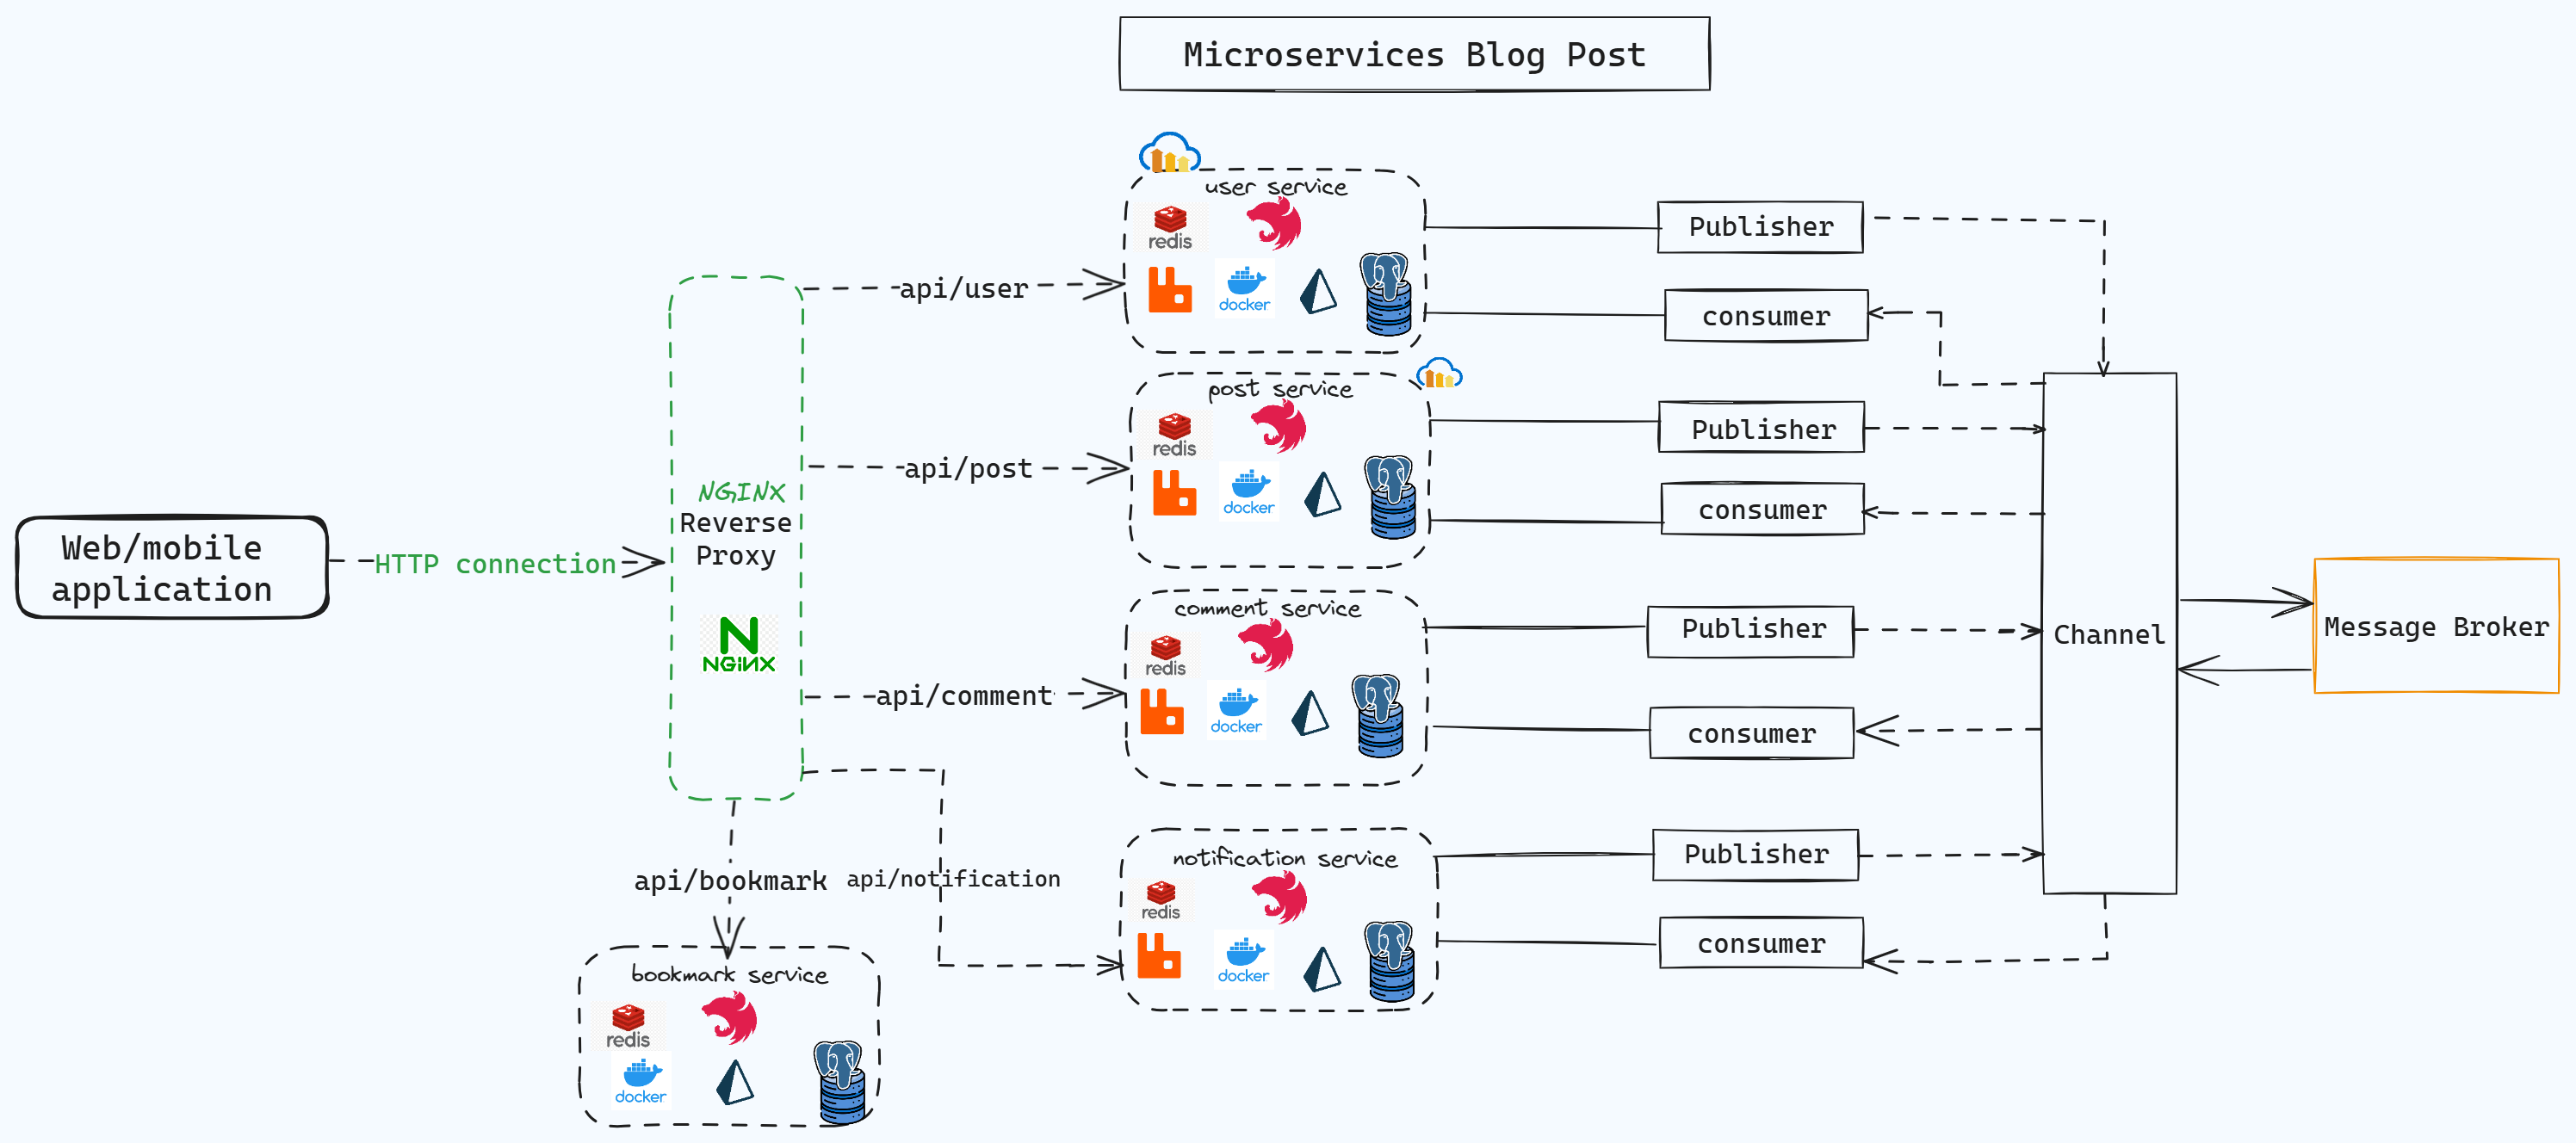 Microservices Blog Post
Web/mobile
application
HTTP connection
NGINX
Reverse
Proxy
NGINX
api/user
api/post
api/comment
api/bookmark
api/notification
user service
redis
docker
post service
redis
docker
comment service
redis
docker
notification service
redis
docker
bookmark service
redis
docker
Publisher
consumer
Publisher
consumer
Publisher
consumer
Publisher
consumer
Channel
Message Broker